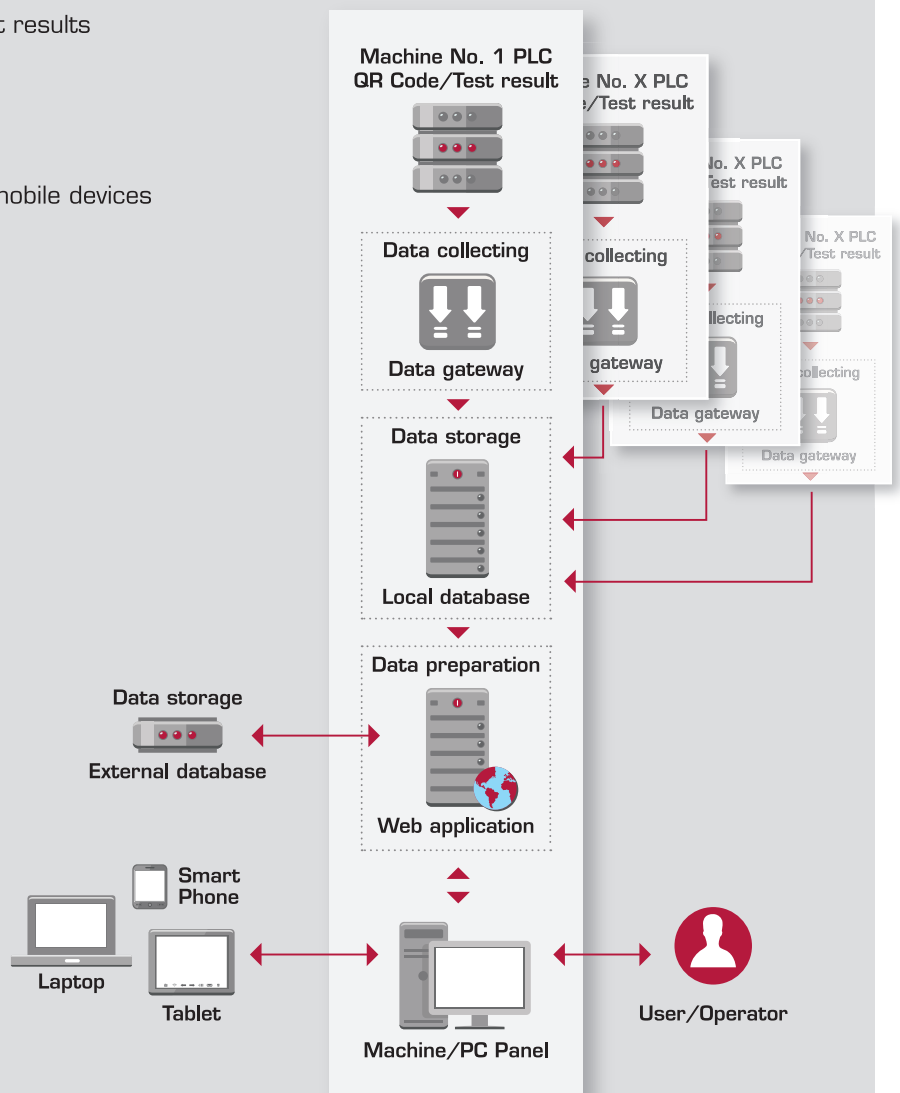 t results
mobile devices
Machine No. 1 PLC
QR Code/Test result
Data collecting
Data gateway
Data storage
Local database
Data preparation
Web application
Machine/PC Panel
No. X PLC
/Test result
collecting
gateway
No. X PLC
Test result
llecting
Data gateway
No. X PLC
/Test result
collecting
Data gateway
Data storage
External database
Smart
Phone
Laptop
Tablet
User/Operator